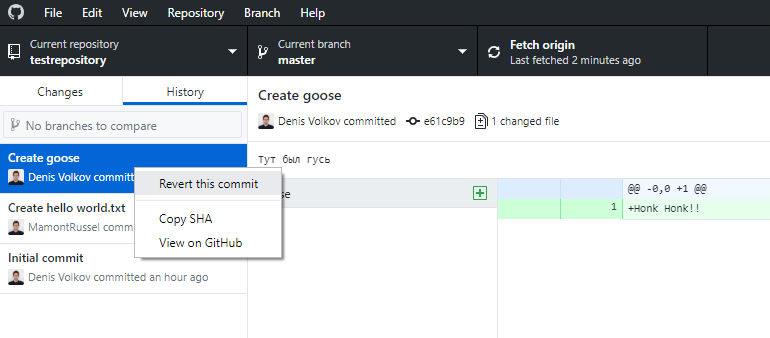 File Edit View Repository Branch Help
Current repository
testrepository
Current branch
master
Fetch origin
Last fetched 2 minutes ago
Changes
History
No branches to compare
Create goose
Denis Volkov committed
Create hello world.txt
MamontRussel comm
Initial commit
Denis Volkov committed an hour ago
Revert this commit
Copy SHA
View on GitHub
Create goose
Denis Volkov committed e61c9b9 1 changed file
Тут был гусь
@@ -0,0 +1 @@
1 +Honk Honk!!